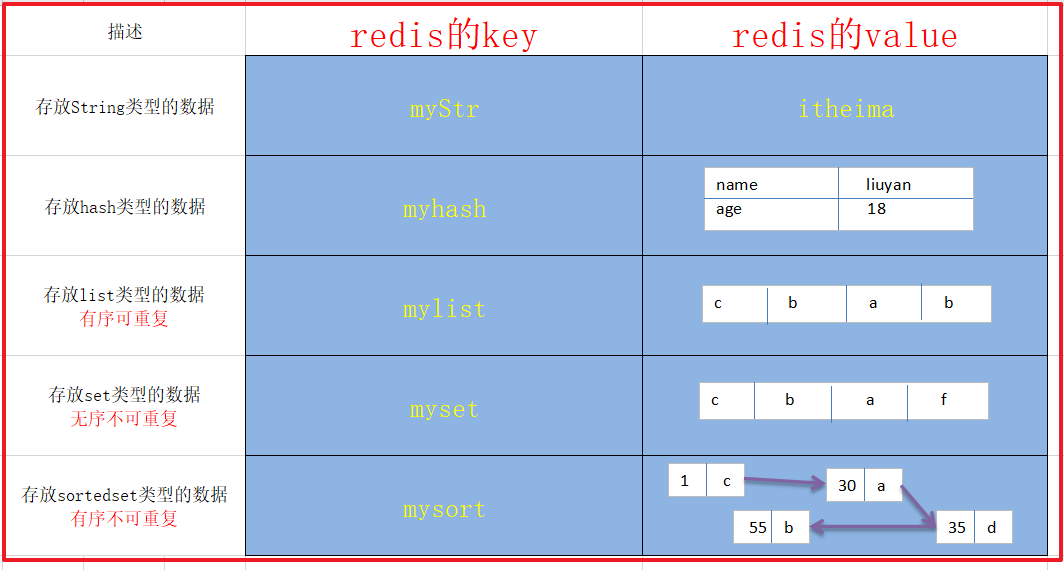 描述
redis的key
redis的value
存放String类型的数据
myStr
itheima
存放hash类型的数据
myhash
name liuyan
age 18
存放list类型的数据
有序可重复
mylist
c b a b
存放set类型的数据
无序不可重复
myset
c b a f
存放sortedset类型的数据
有序不可重复
mysort
1 c
30 a
55 b
35 d